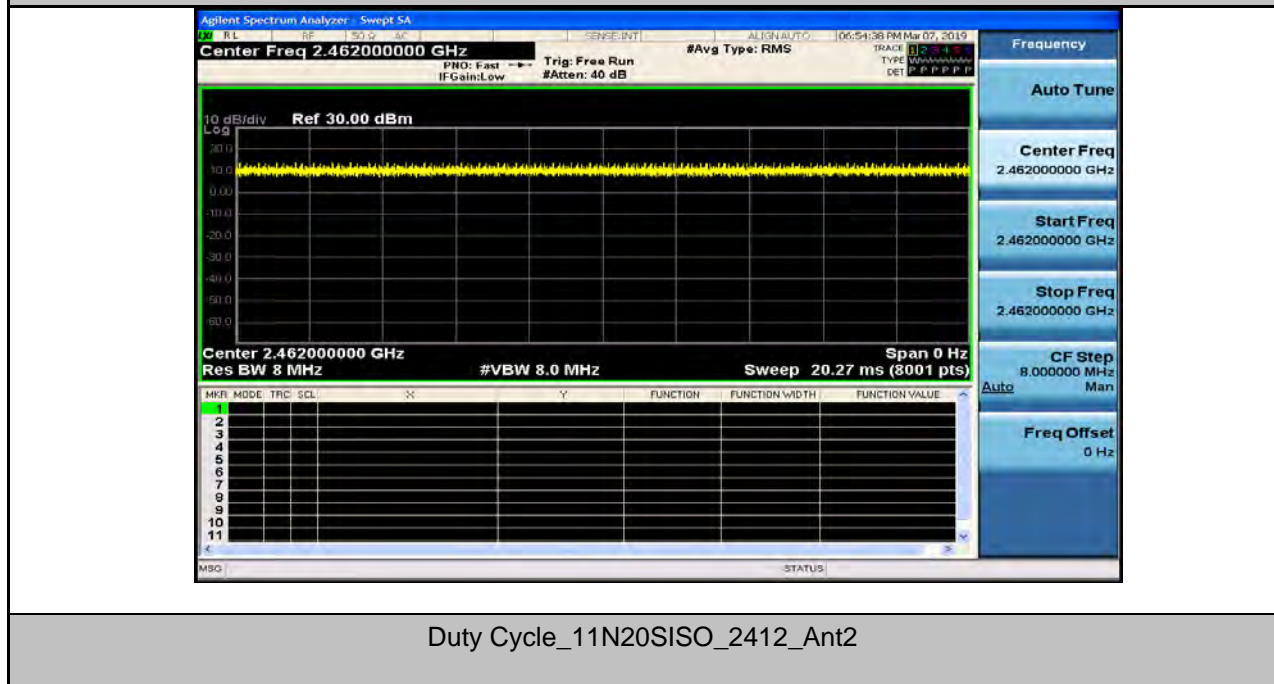 Agilent Spectrum Analyzer - Swept SA
LXI RL RF 50 Ω AC SENSE:INT ALIGN AUTO 06:54:38 PM Mar 07, 2019
Center Freq 2.462000000 GHz
PNO: Fast
IFGain:Low
Trig: Free Run
#Atten: 40 dB
#Avg Type: RMS
TRACE 1 2 3 4 5 6
TYPE
DET P P P P P P
10 dB/div Ref 30.00 dBm
Log
20.0
10.0
0.00
-10.0
-20.0
-30.0
-40.0
-50.0
-60.0
Center 2.462000000 GHz Span 0 Hz
Res BW 8 MHz #VBW 8.0 MHz Sweep 20.27 ms (8001 pts)
MKR MODE TRC SCL X Y FUNCTION FUNCTION WIDTH FUNCTION VALUE
1
2
3
4
5
6
7
8
9
10
11
MSG STATUS
Frequency
Auto Tune
Center Freq
2.462000000 GHz
Start Freq
2.462000000 GHz
Stop Freq
2.462000000 GHz
CF Step
8.000000 MHz
Auto Man
Freq Offset
0 Hz
Duty Cycle_11N20SISO_2412_Ant2